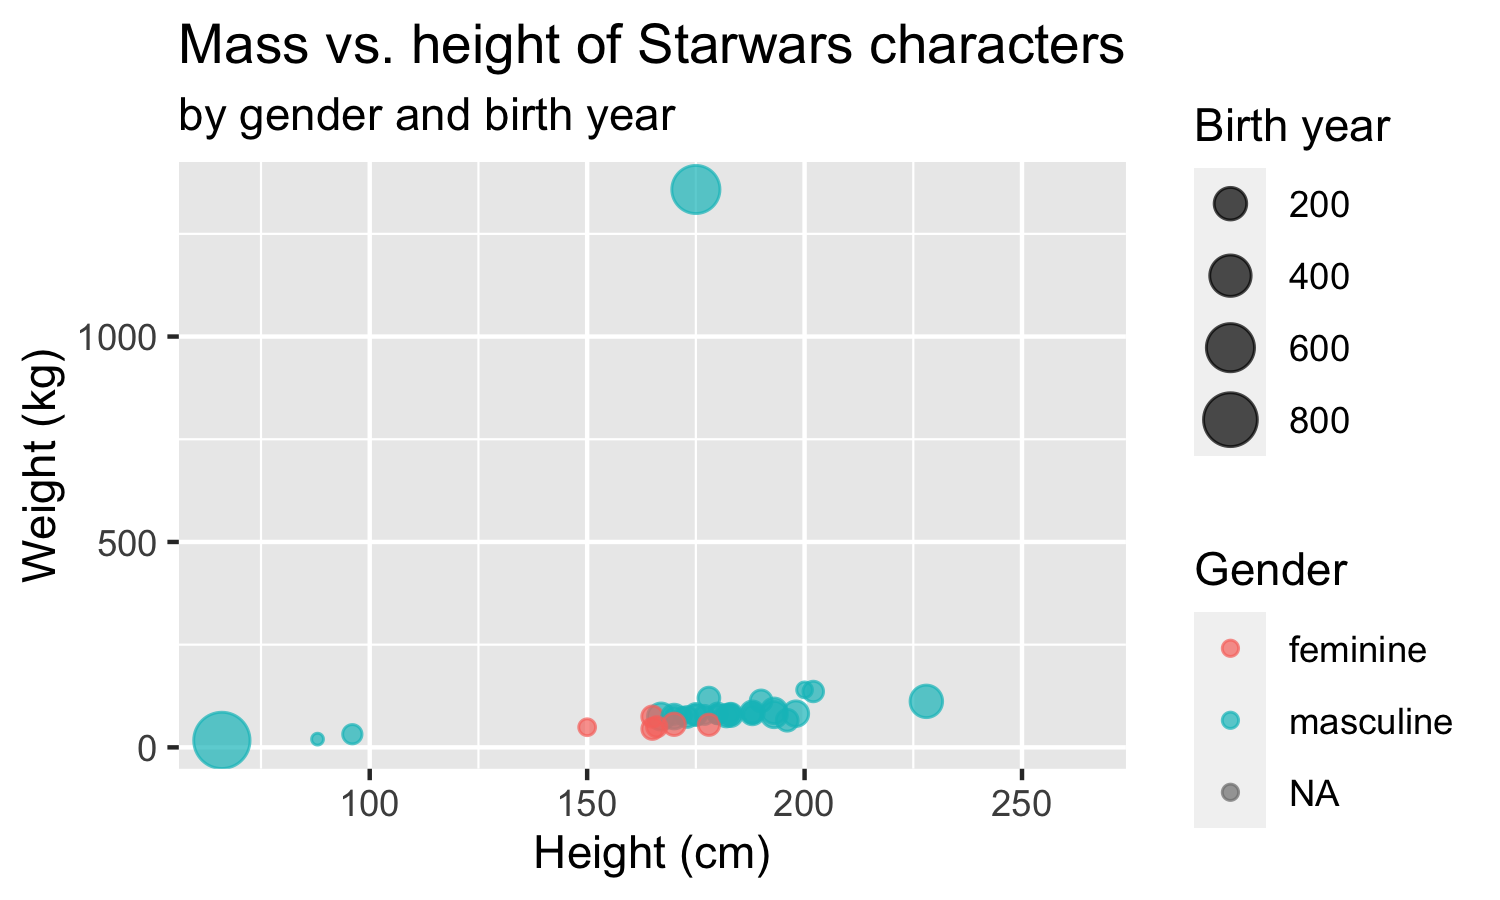 Mass vs. height of Starwars characters
by gender and birth year
Weight (kg)
1000
500
0
100 150 200 250
Height (cm)
Birth year
200
400
600
800
Gender
feminine
masculine
NA